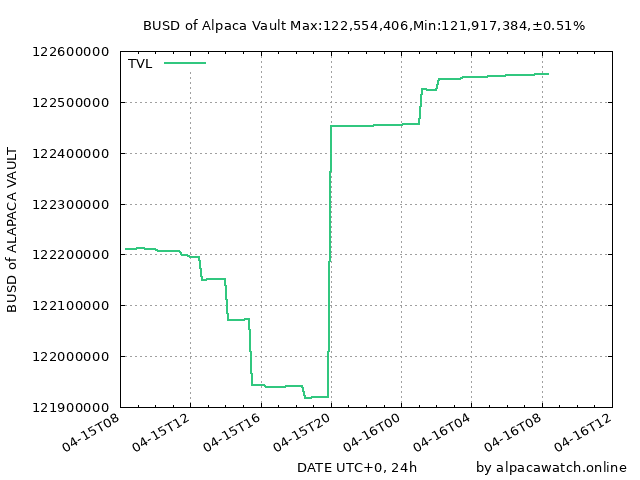 BUSD of Alpaca Vault Max:122,554,406,Min:121,917,384,±0.51%
122600000
TVL
122500000
122400000
122300000
122200000
122100000
122000000
121900000
BUSD of ALAPACA VAULT
04-15T08
04-15T12
04-15T16
04-15T20
04-16T00
04-16T04
04-16T08
04-16T12
DATE UTC+0, 24h
by alpacawatch.online